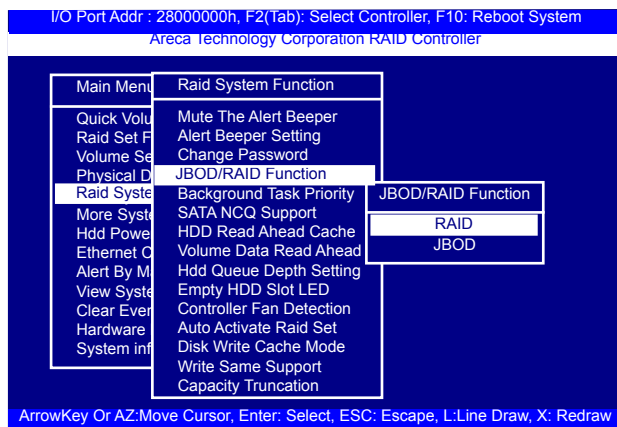 I/O Port Addr : 28000000h, F2(Tab): Select Controller, F10: Reboot System
Areca Technology Corporation RAID Controller
Main Menu
Quick Volu
Raid Set F
Volume Se
Physical D
Raid Syste
More Syste
Hdd Powe
Ethernet C
Alert By Ma
View Syste
Clear Even
Hardware
System inf
Raid System Function
Mute The Alert Beeper
Alert Beeper Setting
Change Password
JBOD/RAID Function
Background Task Priority
SATA NCQ Support
HDD Read Ahead Cache
Volume Data Read Ahead
Hdd Queue Depth Setting
Empty HDD Slot LED
Controller Fan Detection
Auto Activate Raid Set
Disk Write Cache Mode
Write Same Support
Capacity Truncation
JBOD/RAID Function
RAID
JBOD
ArrowKey Or AZ:Move Cursor, Enter: Select, ESC: Escape, L:Line Draw, X: Redraw